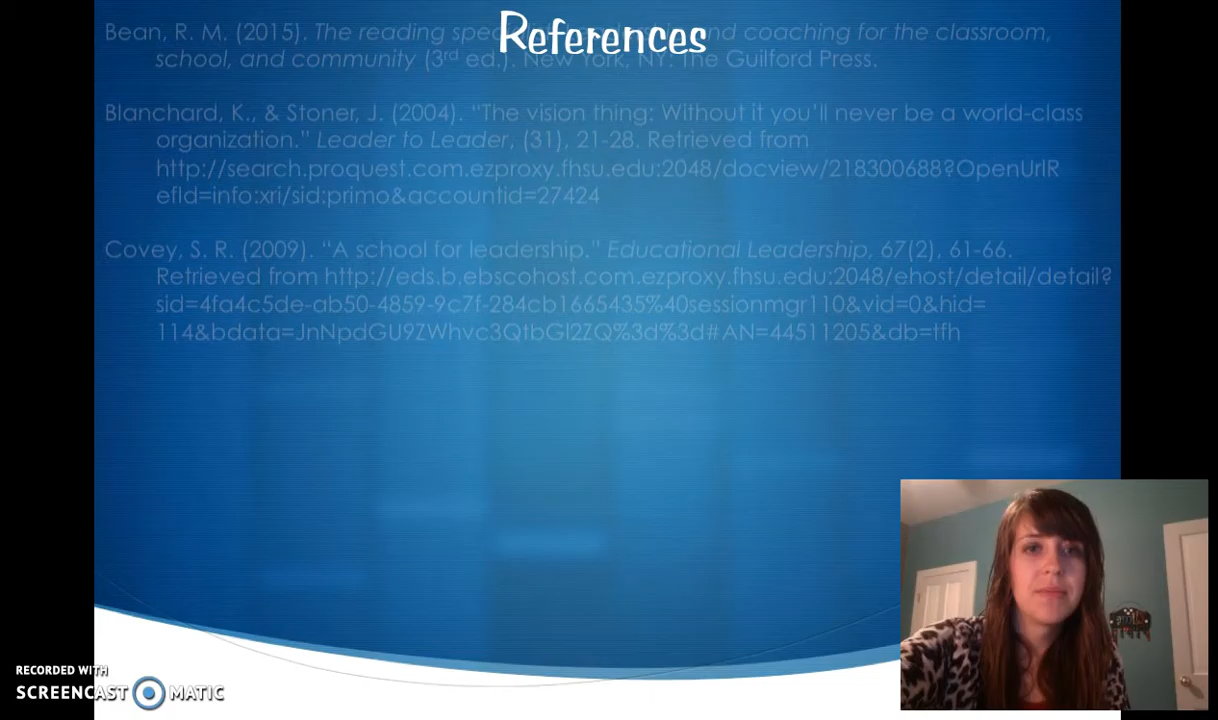 References
Bean, R. M. (2015). The reading spec nd coaching for the classroom,
school, and community (3rd ed.). New York, NY: The Guilford Press.
Blanchard, K., & Stoner, J. (2004). “The vision thing: Without it you’ll never be a world-class
organization.” Leader to Leader, (31), 21-28. Retrieved from
http://search.proquest.com.ezproxy.fhsu.edu:2048/docview/218300688?OpenUrlR
efId=info:xri/sid:primo&accountid=27424
Covey, S. R. (2009). “A school for leadership.” Educational Leadership, 67(2), 61-66.
Retrieved from http://eds.b.ebscohost.com.ezproxy.fhsu.edu:2048/ehost/detail/detail?
sid=4fa4c5de-ab50-4859-9c7f-284cb1665435%40sessionmgr110&vid=0&hid=
114&bdata=JnNpdGU9ZWhvc3QtbGl2ZQ%3d%3d#AN=44511205&db=tfh
RECORDED WITH
SCREENCAST MATIC